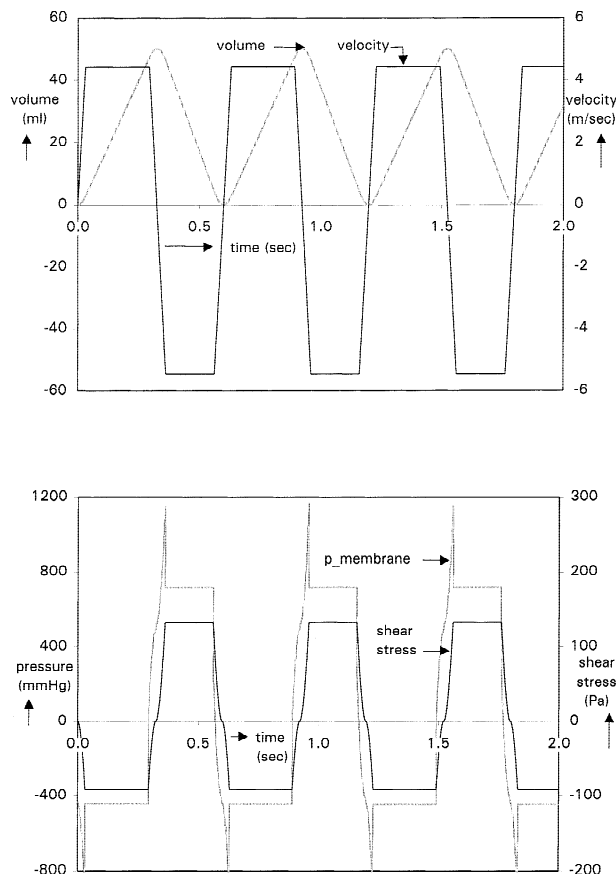 60
6
volume
velocity
40
4
volume
(ml)
velocity
(m/sec)
20
2
0
0
0.0
0.5
1.0
1.5
2.0
time (sec)
-20
-2
-40
-4
-60
-6
1200
300
p_membrane
800
200
shear
stress
400
100
pressure
(mmHg)
shear
stress
(Pa)
0
0
0.0
0.5
1.0
1.5
2.0
time
(sec)
-400
-100
-800
-200